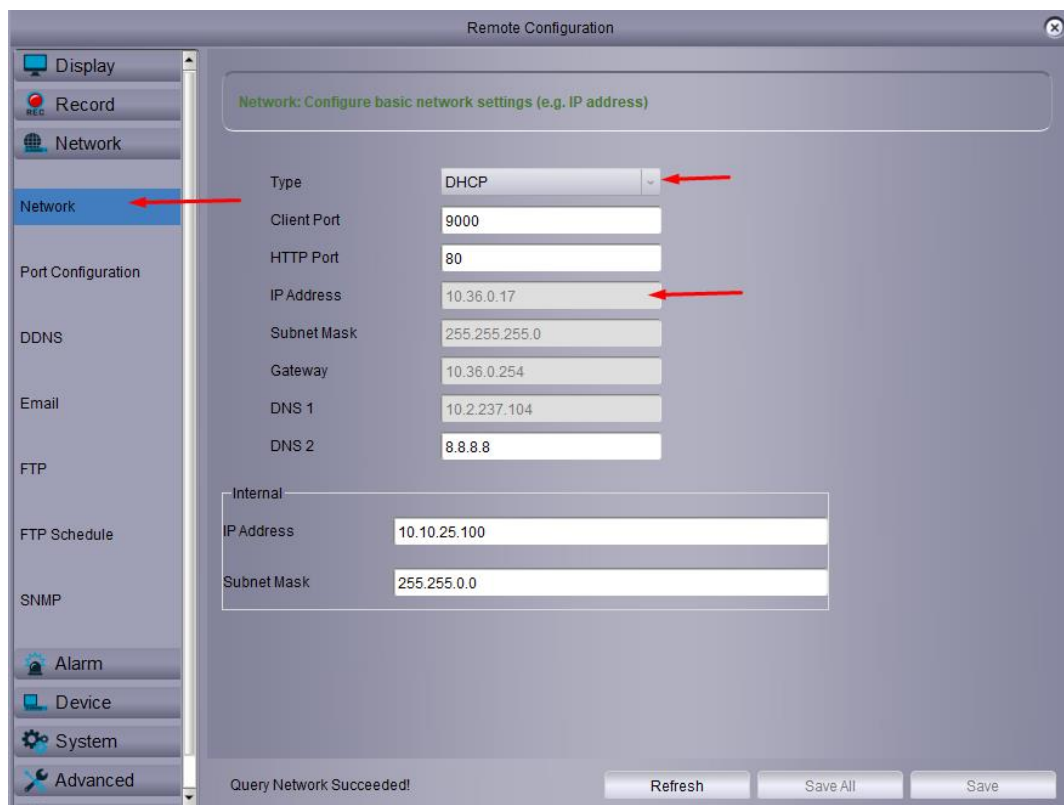 Remote Configuration
Display
REC Record
Network
Network
Port Configuration
DDNS
Email
FTP
FTP Schedule
SNMP
Alarm
Device
System
Advanced
Network: Configure basic network settings (e.g. IP address)
Type DHCP
Client Port 9000
HTTP Port 80
IP Address 10.36.0.17
Subnet Mask 255.255.255.0
Gateway 10.36.0.254
DNS 1 10.2.237.104
DNS 2 8.8.8.8
Internal
IP Address 10.10.25.100
Subnet Mask 255.255.0.0
Query Network Succeeded! Refresh Save All Save